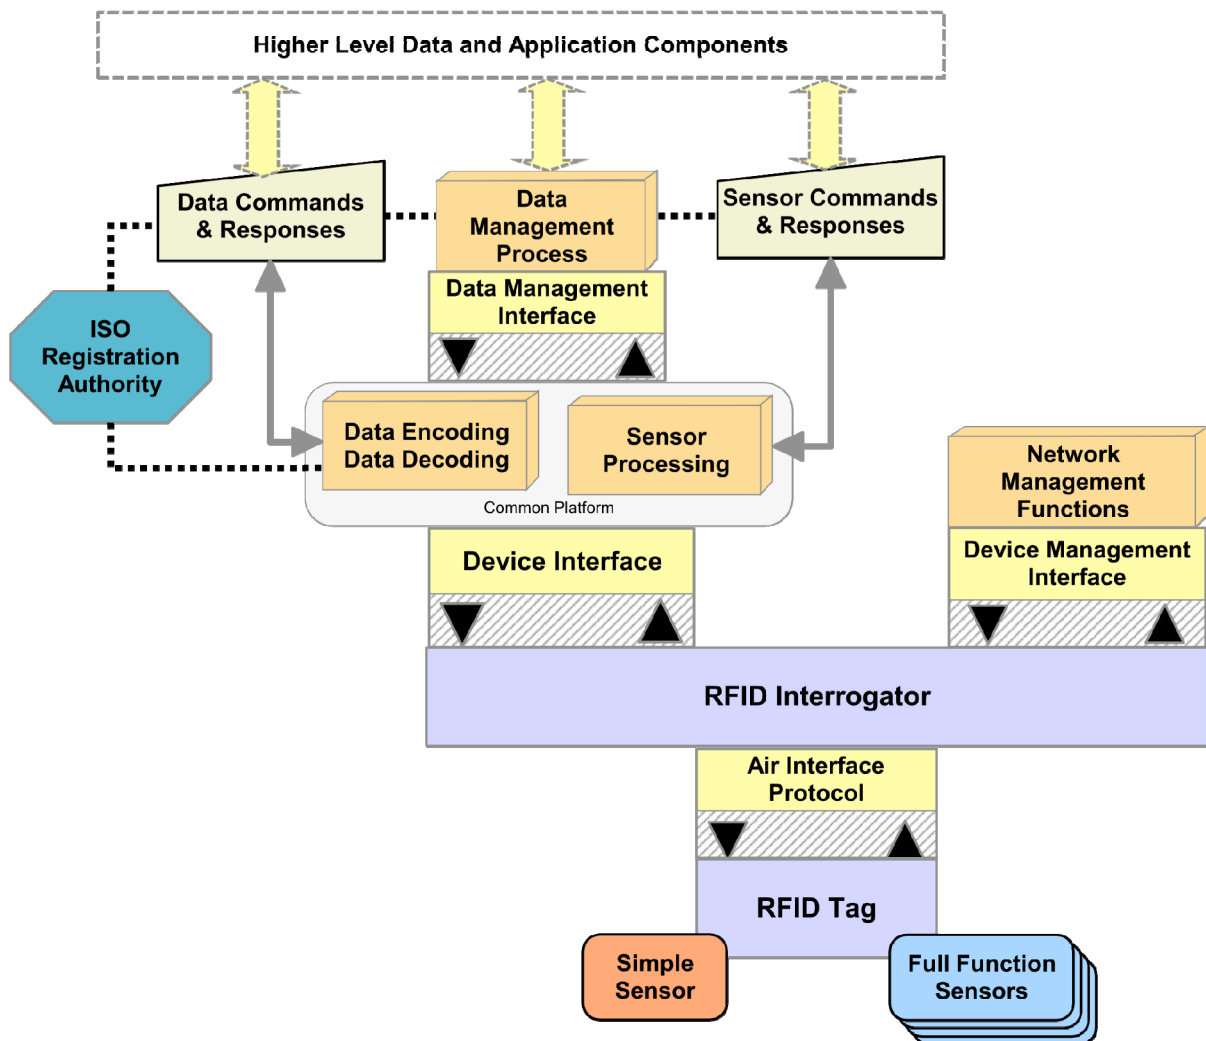 Higher Level Data and Application Components
Data Commands
& Responses
Data
Management
Process
Sensor Commands
& Responses
Data Management
Interface
ISO
Registration
Authority
Data Encoding
Data Decoding
Sensor
Processing
Common Platform
Network
Management
Functions
Device Interface
Device Management
Interface
RFID Interrogator
Air Interface
Protocol
RFID Tag
Simple
Sensor
Full Function
Sensors